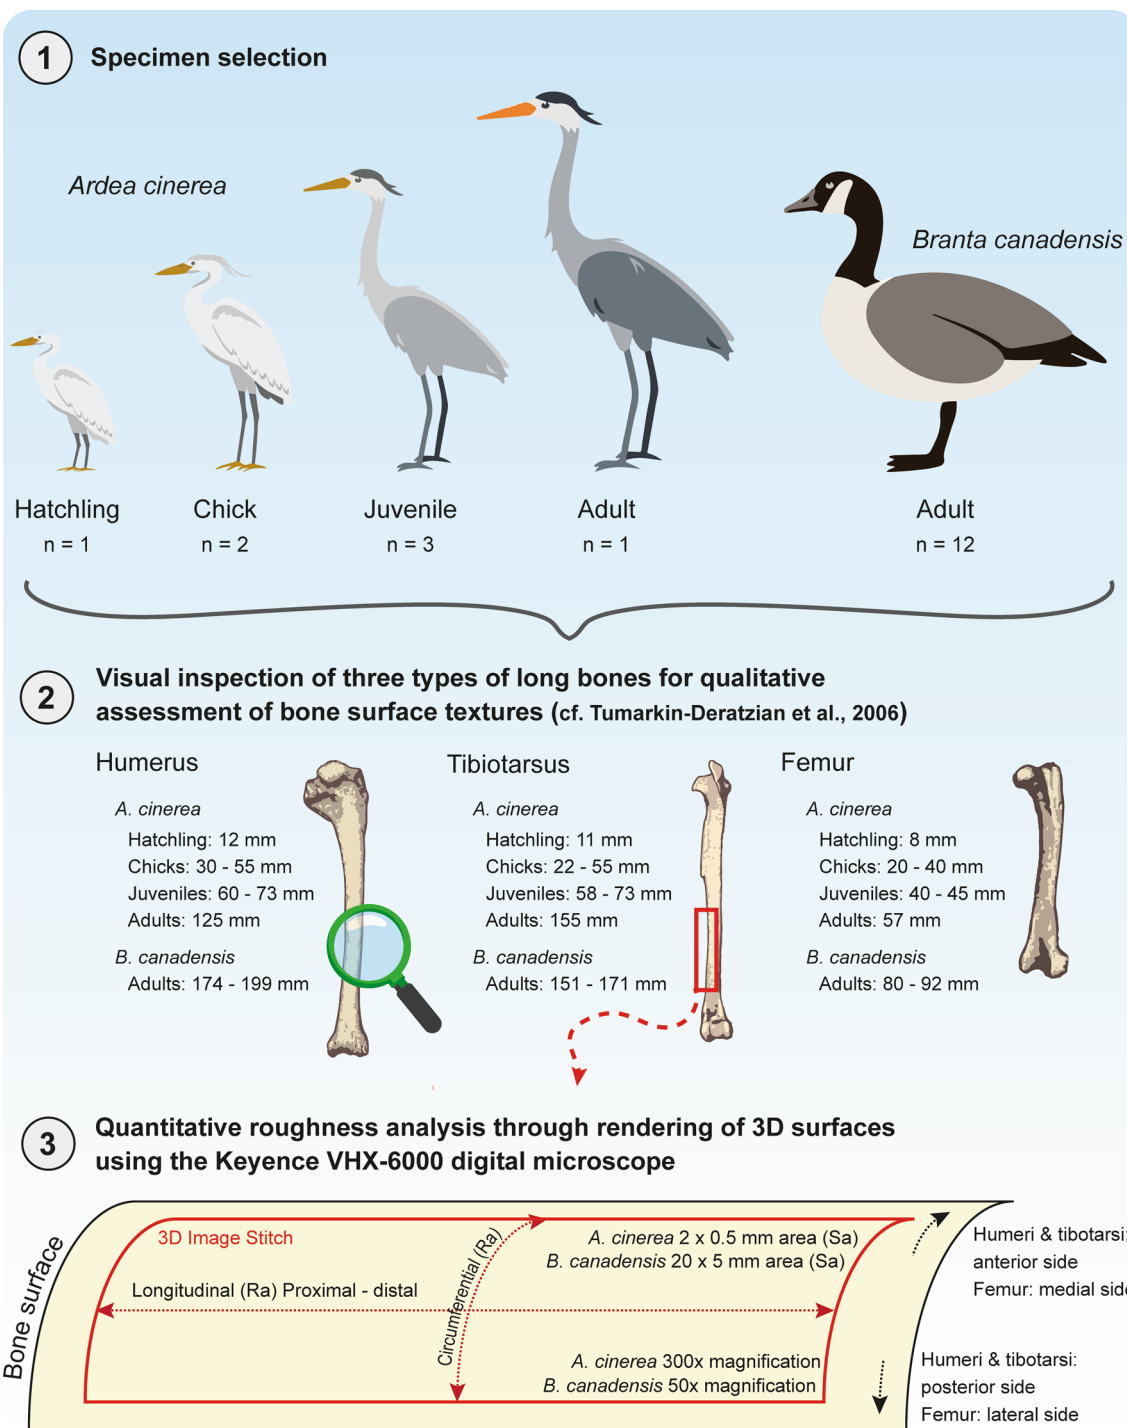 1 Specimen selection
Ardea cinerea
Branta canadensis
Hatchling
n = 1
Chick
n = 2
Juvenile
n = 3
Adult
n = 1
Adult
n = 12
2 Visual inspection of three types of long bones for qualitative
assessment of bone surface textures (cf. Tumarkin-Deratzian et al., 2006)
Humerus
A. cinerea
Hatchling: 12 mm
Chicks: 30 - 55 mm
Juveniles: 60 - 73 mm
Adults: 125 mm
B. canadensis
Adults: 174 - 199 mm
Tibiotarsus
A. cinerea
Hatchling: 11 mm
Chicks: 22 - 55 mm
Juveniles: 58 - 73 mm
Adults: 155 mm
B. canadensis
Adults: 151 - 171 mm
Femur
A. cinerea
Hatchling: 8 mm
Chicks: 20 - 40 mm
Juveniles: 40 - 45 mm
Adults: 57 mm
B. canadensis
Adults: 80 - 92 mm
3 Quantitative roughness analysis through rendering of 3D surfaces
using the Keyence VHX-6000 digital microscope
Bone surface
3D Image Stitch
Longitudinal (Ra) Proximal - distal
Circumferential (Ra)
A. cinerea 2 x 0.5 mm area (Sa)
B. canadensis 20 x 5 mm area (Sa)
A. cinerea 300x magnification
B. canadensis 50x magnification
Humeri & tibotarsi:
anterior side
Femur: medial side
Humeri & tibotarsi:
posterior side
Femur: lateral side